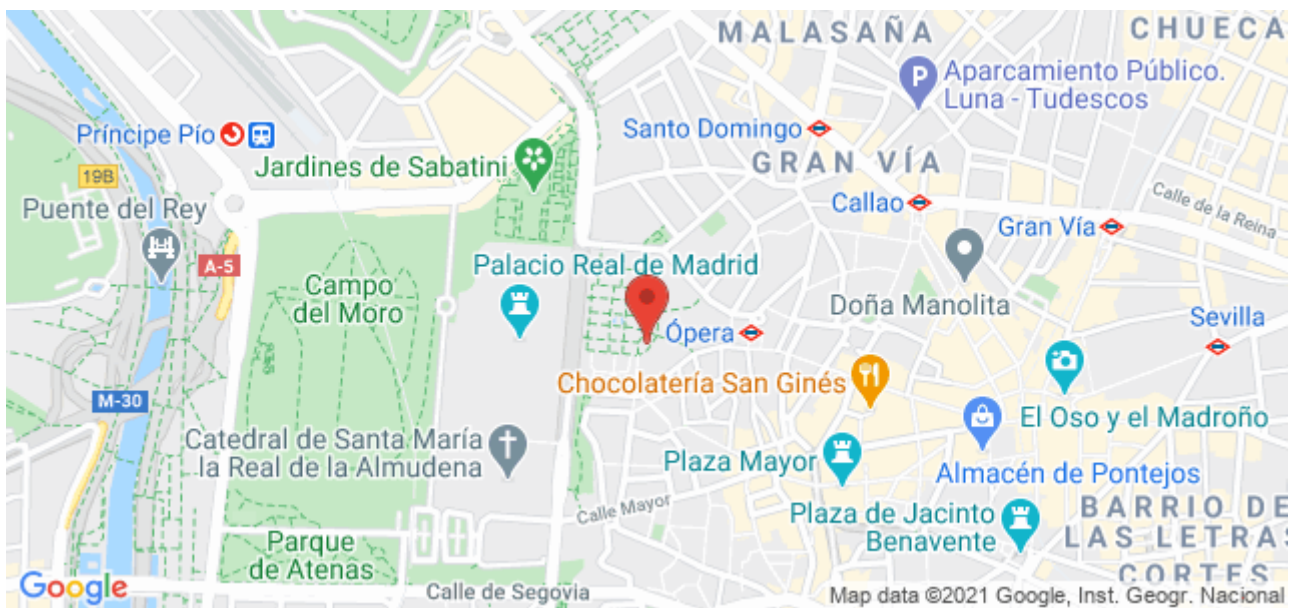 MALASAÑA
CHUECA
P
Aparcamiento Público.
Luna - Tudescos
Príncipe Pío
Santo Domingo
Jardines de Sabatini
GRAN VÍA
19B
Puente del Rey
Callao
Calle de la Reina
Gran Vía
A-5
Palacio Real de Madrid
Campo
del Moro
Doña Manolita
Ópera
Sevilla
Chocolatería San Ginés
M-30
El Oso y el Madroño
Catedral de Santa María
la Real de la Almudena
Plaza Mayor
Almacén de Pontejos
Calle Mayor
Plaza de Jacinto
Benavente
BARRIO DE
LAS LETRAS
CORTES
Parque
de Atenas
Google
Calle de Segovia
Map data ©2021 Google, Inst. Geogr. Nacional